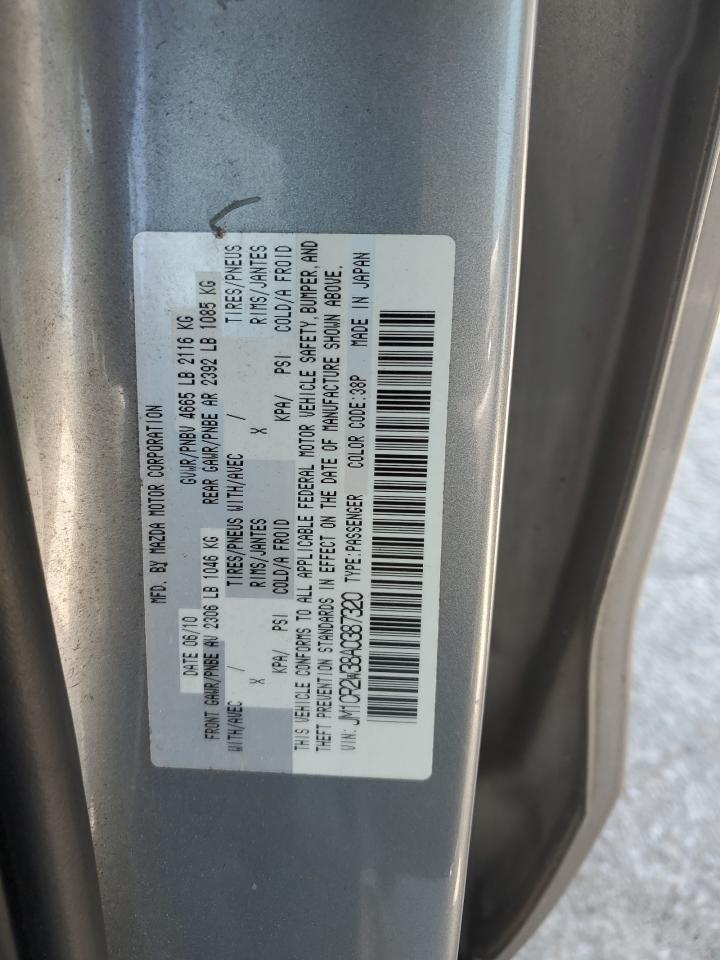 MFD. BY MAZDA MOTOR CORPORATION
DATE 06/10 GVWR/PNBV 4665 LB 2116 KG
FRONT GAWR/PNBE AV 2306 LB 1046 KG REAR GAWR/PNBE AR 2392 LB 1085 KG
WITH/AVEC / TIRES/PNEUS WITH/AVEC / TIRES/PNEUS
X RIMS/JANTES X RIMS/JANTES
KPA/ PSI COLD/A FROID KPA/ PSI COLD/A FROID
THIS VEHICLE CONFORMS TO ALL APPLICABLE FEDERAL MOTOR VEHICLE SAFETY, BUMPER, AND
THEFT PREVENTION STANDARDS IN EFFECT ON THE DATE OF MANUFACTURE SHOWN ABOVE.
VIN: JM1CR2W38A0387320 TYPE:PASSENGER COLOR CODE:38P MADE IN JAPAN